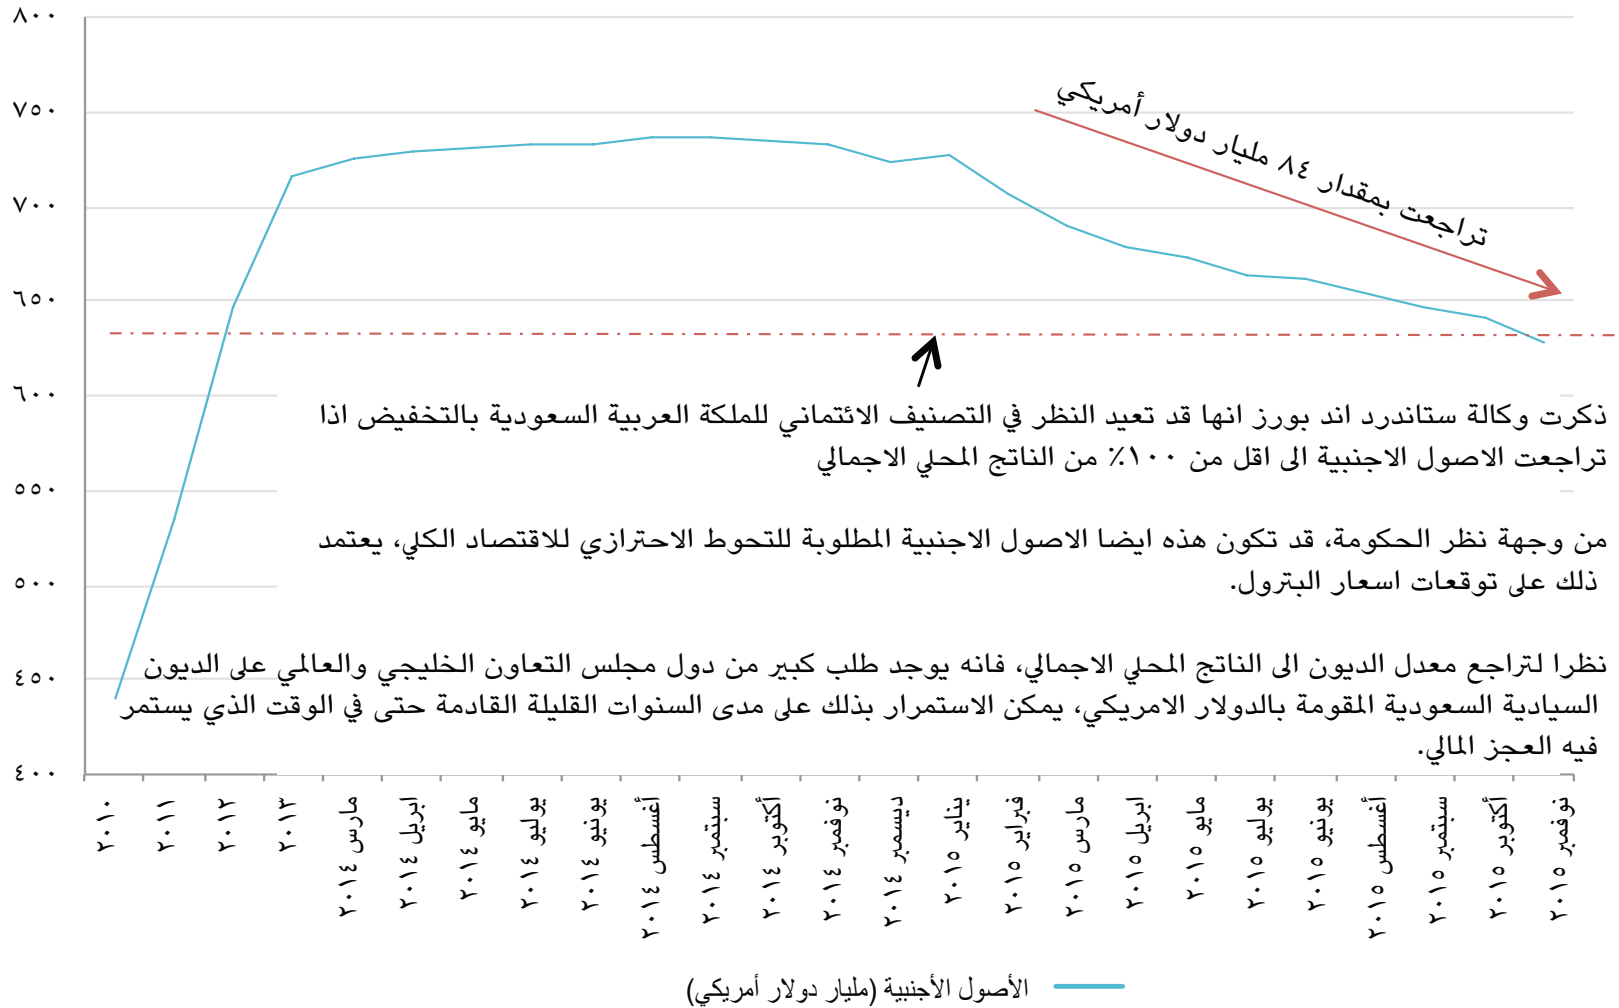 ٨٠٠
٧٥٠
٧٠٠
٦٥٠
٦٠٠
٥٥٠
٥٠٠
٤٥٠
٤٠٠
تراجعت بمقدار ٨٤ مليار دولار أمريكي
ذكرت وكالة ستاندرد اند بورز انها قد تعيد النظر في التصنيف الائتماني للملكة العربية السعودية بالتخفيض اذا
تراجعت الاصول الاجنبية الى اقل من ١٠٠٪ من الناتج المحلي الاجمالي
من وجهة نظر الحكومة، قد تكون هذه ايضا الاصول الاجنبية المطلوبة للتحوط الاحترازي للاقتصاد الكلي، يعتمد
ذلك على توقعات اسعار البترول.
نظرا لتراجع معدل الديون الى الناتج المحلي الاجمالي، فانه يوجد طلب كبير من دول مجلس التعاون الخليجي والعالمي على الديون
السيادية السعودية المقومة بالدولار الامريكي، يمكن الاستمرار بذلك على مدى السنوات القليلة القادمة حتى في الوقت الذي يستمر
فيه العجز المالي.
٢٠١٠
٢٠١١
٢٠١٢
٢٠١٣
مارس ٢٠١٤
ابريل ٢٠١٤
مايو ٢٠١٤
يوليو ٢٠١٤
يونيو ٢٠١٤
أغسطس ٢٠١٤
سبتمبر ٢٠١٤
أكتوبر ٢٠١٤
نوفمبر ٢٠١٤
ديسمبر ٢٠١٤
يناير ٢٠١٥
فبراير ٢٠١٥
مارس ٢٠١٥
ابريل ٢٠١٥
مايو ٢٠١٥
يوليو ٢٠١٥
يونيو ٢٠١٥
أغسطس ٢٠١٥
سبتمبر ٢٠١٥
أكتوبر ٢٠١٥
نوفمبر ٢٠١٥
الأصول الأجنبية (مليار دولار أمريكي)